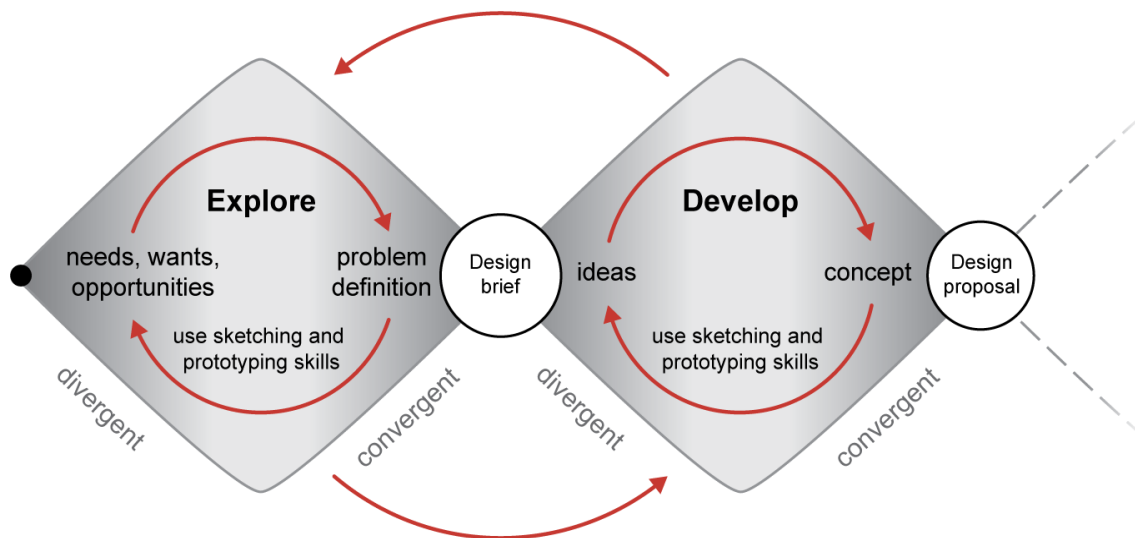 Explore
needs, wants,
opportunities
problem
definition
use sketching and
prototyping skills
divergent
convergent
Design
brief
Develop
ideas
concept
use sketching and
prototyping skills
divergent
convergent
Design
proposal